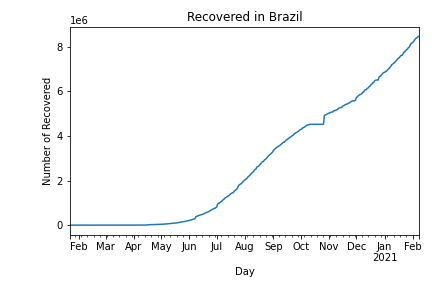 Recovered in Brazil
1e6
8
6
4
2
0
Number of Recovered
Feb Mar Apr May Jun Jul Aug Sep Oct Nov Dec Jan Feb
2021
Day